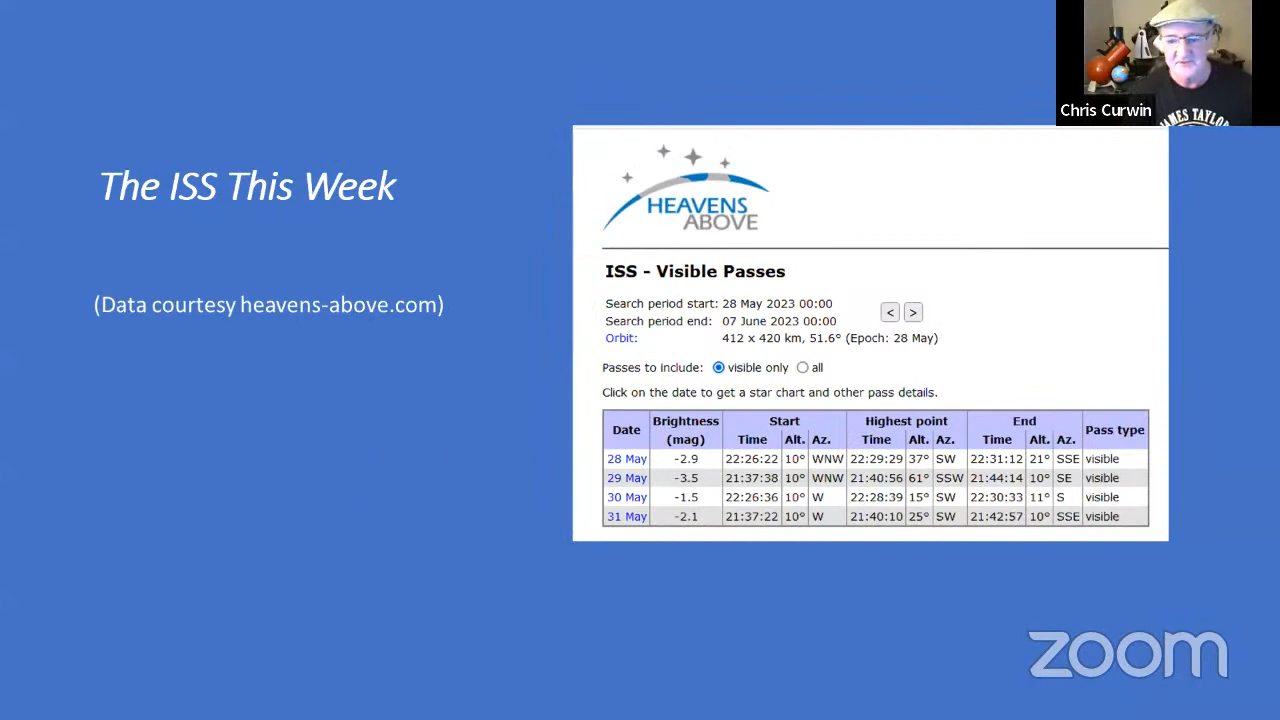 The ISS This Week
(Data courtesy heavens-above.com)
Chris Curwin
JAMES TAYLOR
HEAVENS
ABOVE
ISS - Visible Passes
Search period start: 28 May 2023 00:00
Search period end: 07 June 2023 00:00
< >
Orbit: 412 x 420 km, 51.6° (Epoch: 28 May)
Passes to include: visible only all
Click on the date to get a star chart and other pass details.
Date Brightness (mag) Start Highest point End Pass type
Time Alt. Az. Time Alt. Az. Time Alt. Az.
28 May -2.9 22:26:22 10° WNW 22:29:29 37° SW 22:31:12 21° SSE visible
29 May -3.5 21:37:38 10° WNW 21:40:56 61° SSW 21:44:14 10° SE visible
30 May -1.5 22:26:36 10° W 22:28:39 15° SW 22:30:33 11° S visible
31 May -2.1 21:37:22 10° W 21:40:10 25° SW 21:42:57 10° SSE visible
zoom